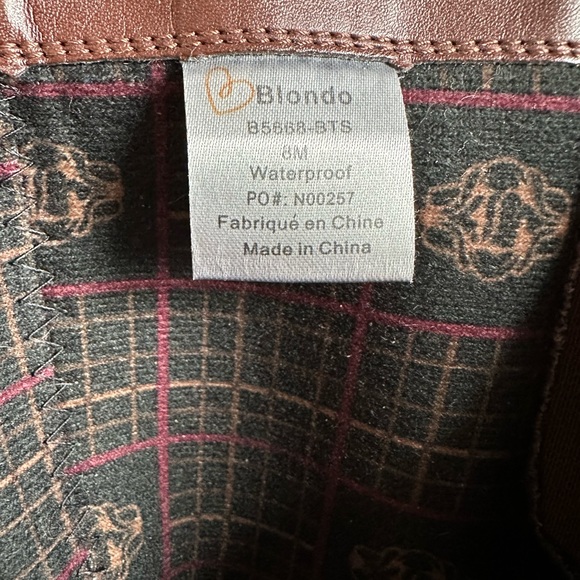 Blondo
B5668-BTS
8M
Waterproof
PO#: N00257
Fabriqué en Chine
Made in China